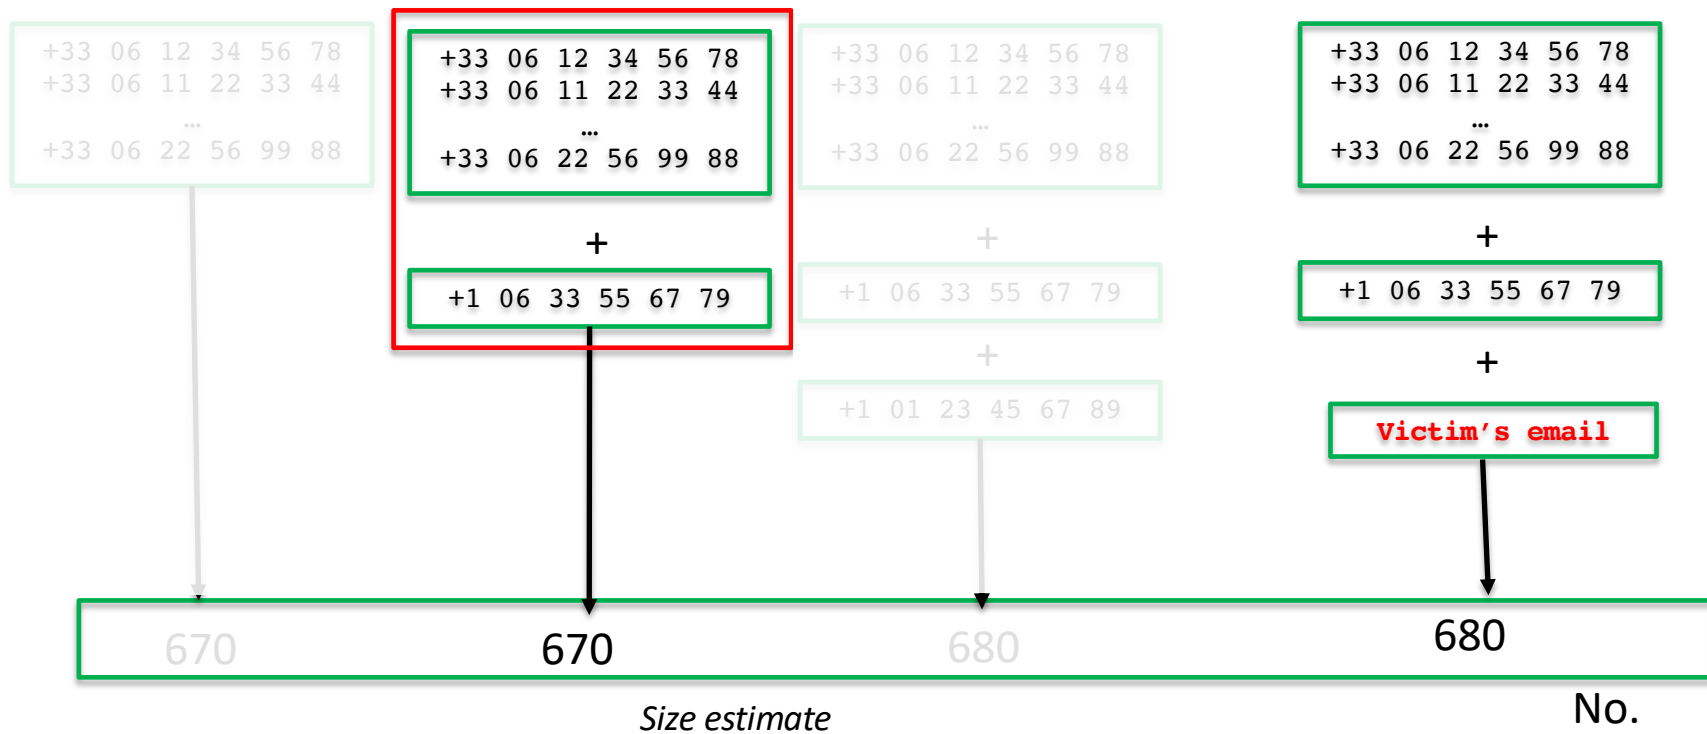 +33 06 12 34 56 78
+33 06 11 22 33 44
…
+33 06 22 56 99 88
+33 06 12 34 56 78
+33 06 11 22 33 44
…
+33 06 22 56 99 88
+
+1 06 33 55 67 79
+33 06 12 34 56 78
+33 06 11 22 33 44
…
+33 06 22 56 99 88
+
+1 06 33 55 67 79
+
+1 01 23 45 67 89
+33 06 12 34 56 78
+33 06 11 22 33 44
…
+33 06 22 56 99 88
+
+1 06 33 55 67 79
+
Victim’s email
670
670
680
680
Size estimate
No.